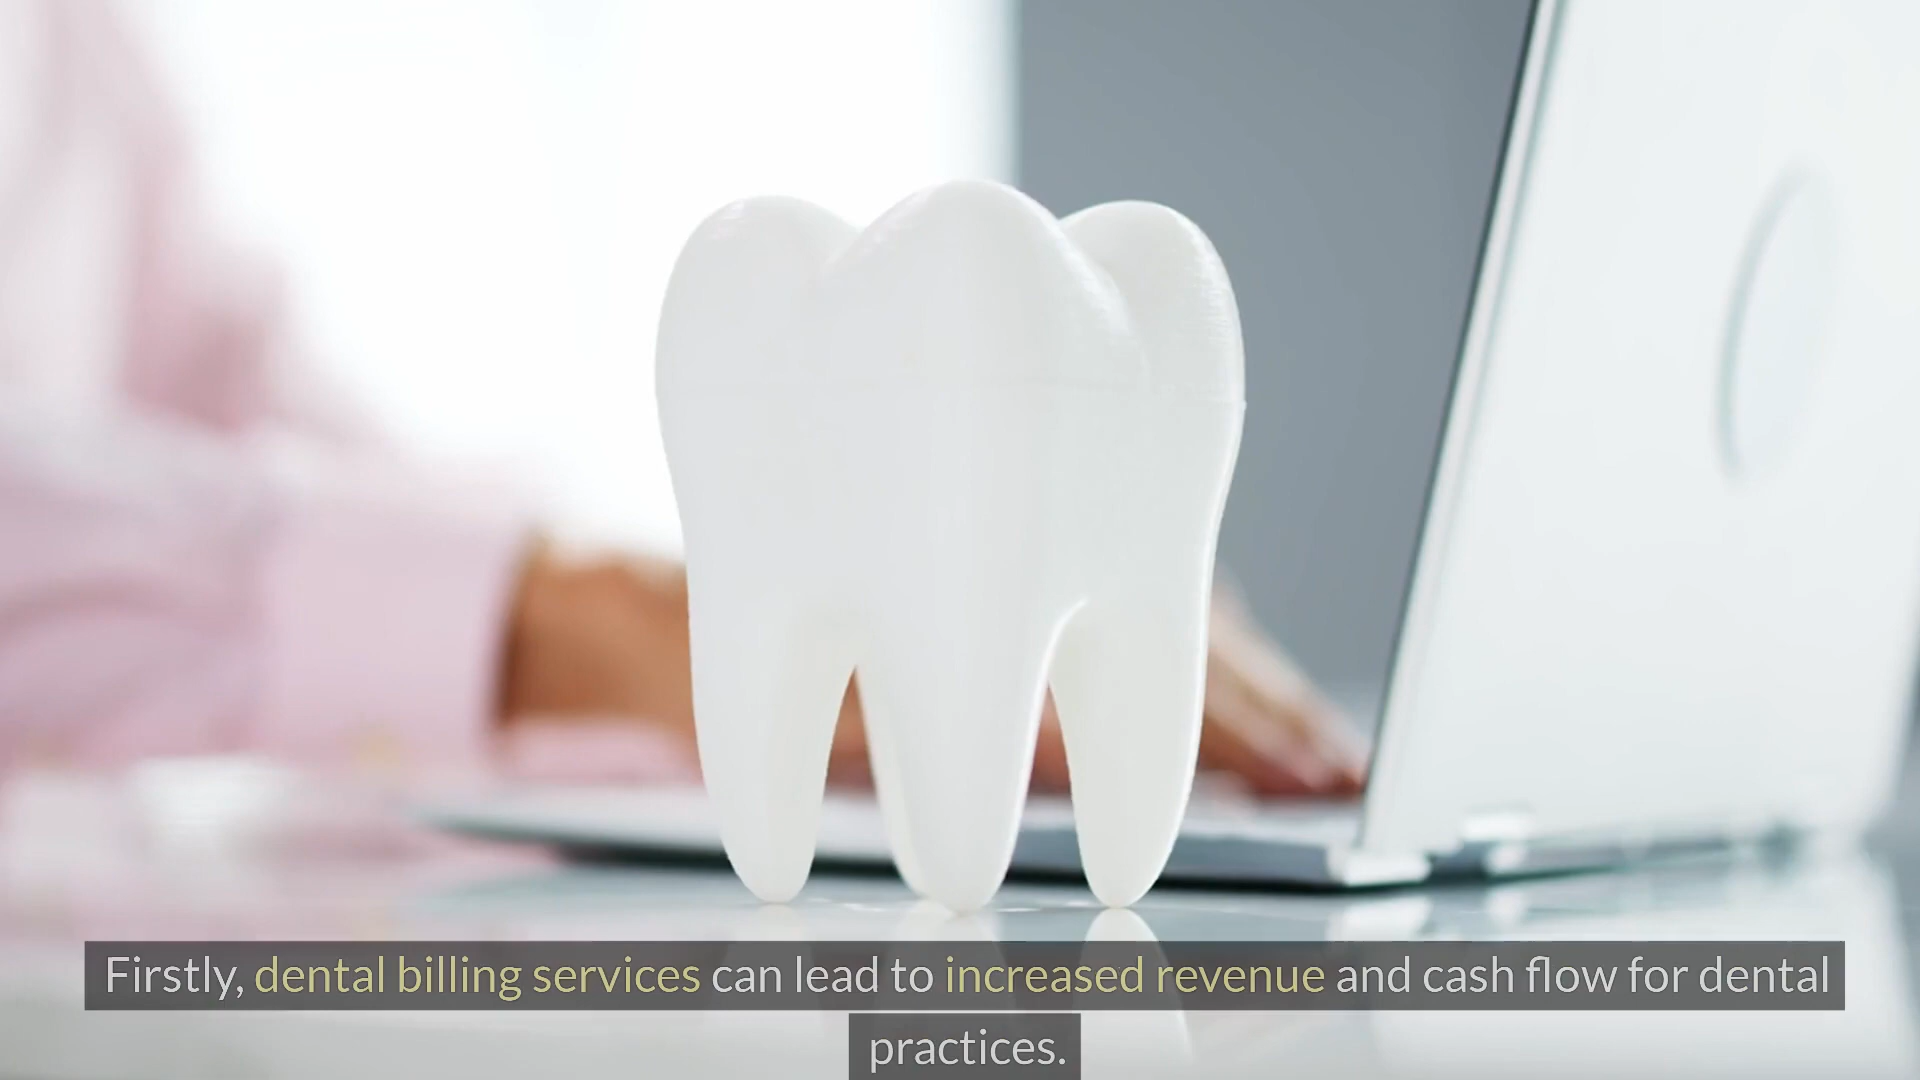 Firstly, dental billing services can lead to increased revenue and cash flow for dental
practices.